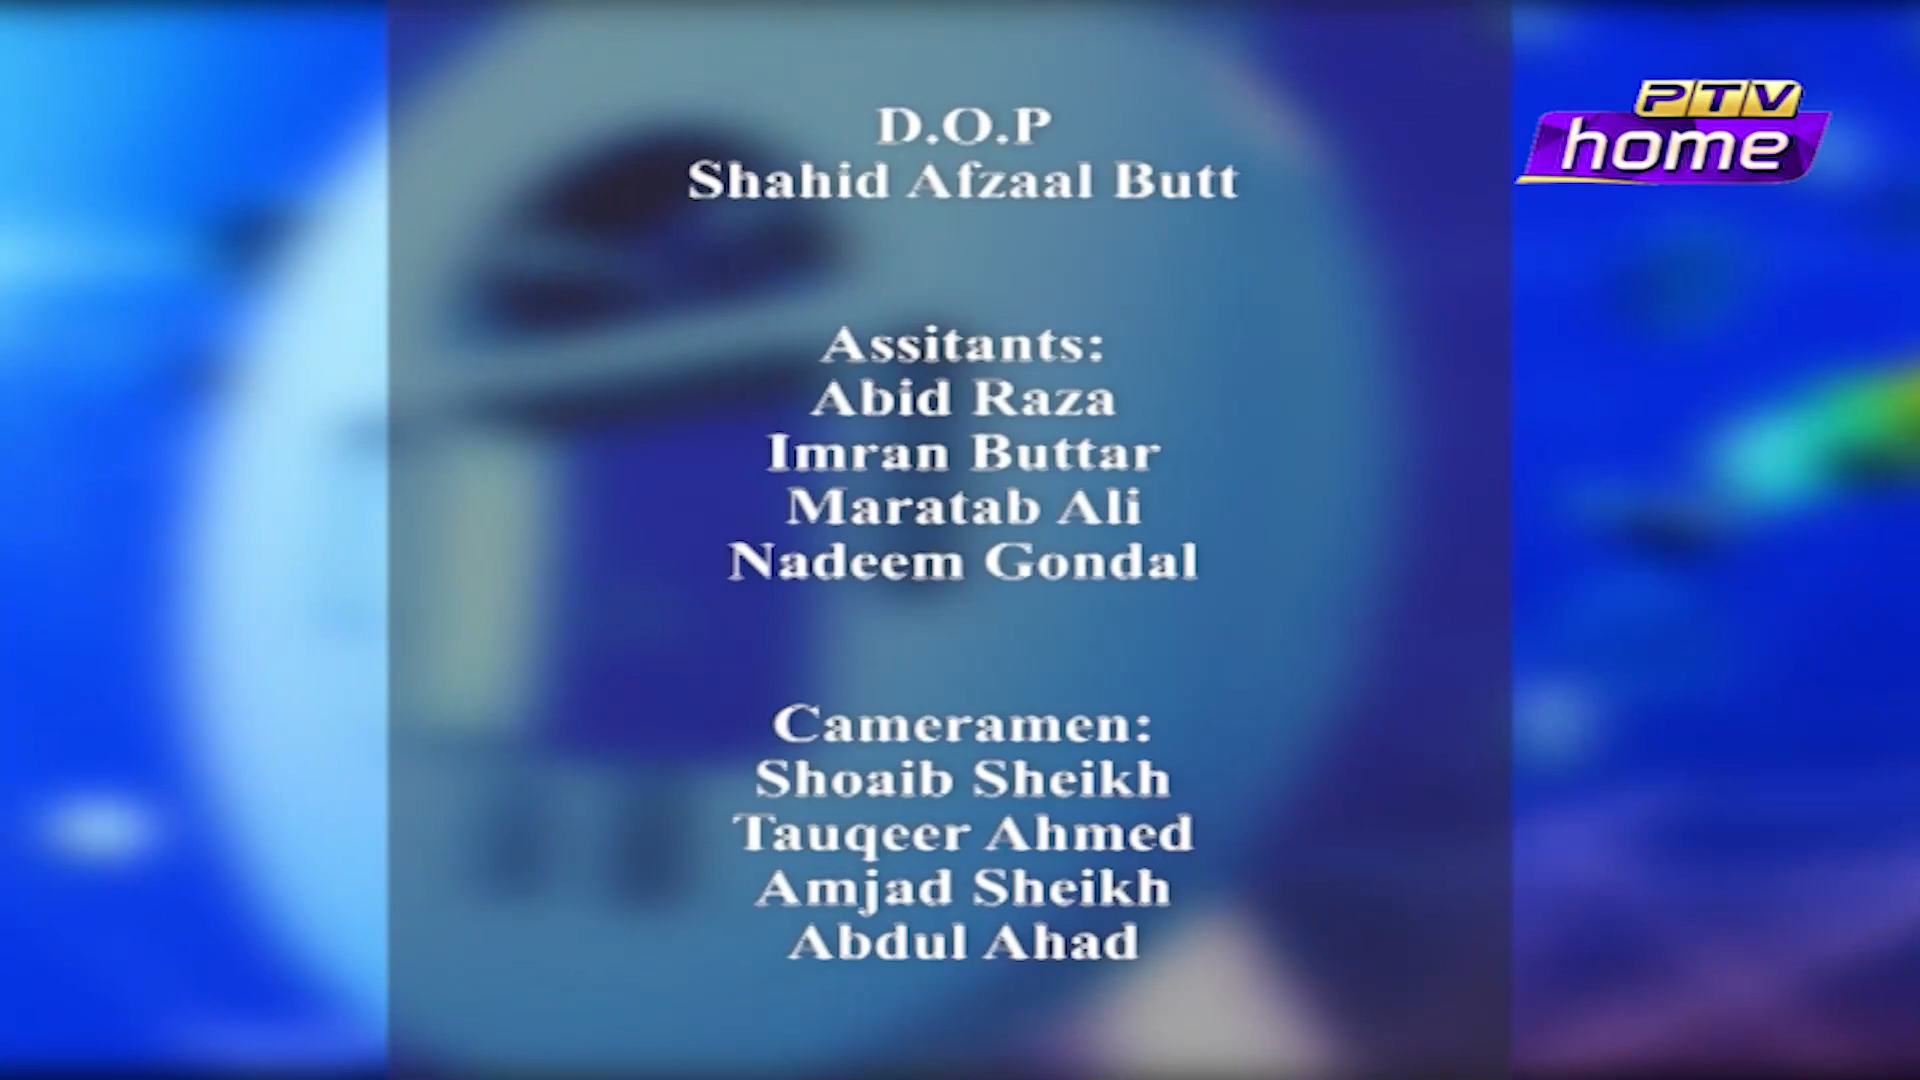 PTV
home
D.O.P
Shahid Afzaal Butt
Assitants:
Abid Raza
Imran Buttar
Maratab Ali
Nadeem Gondal
Cameramen:
Shoaib Sheikh
Tauqeer Ahmed
Amjad Sheikh
Abdul Ahad